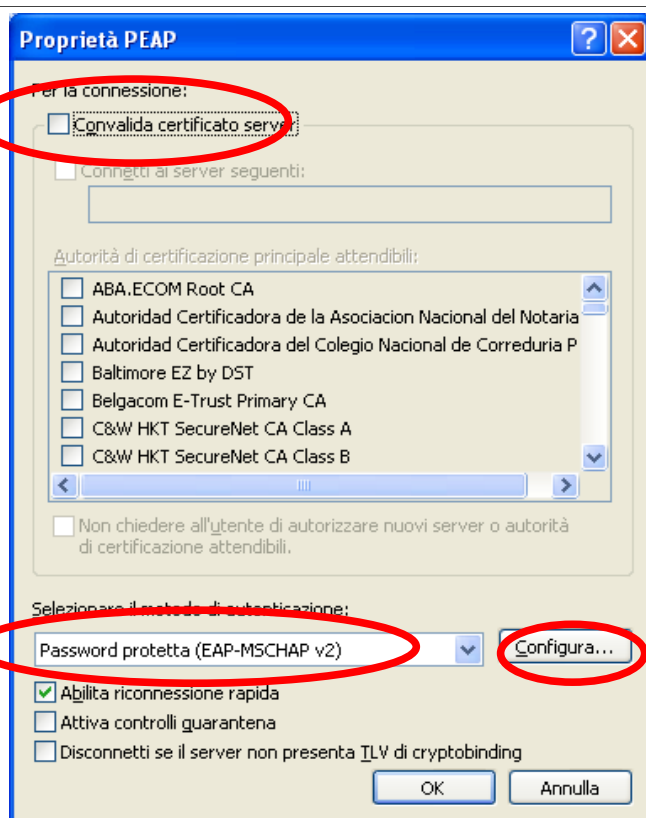 Proprietà PEAP
Per la connessione:
Convalida certificato server
Connetti ai server seguenti:
Autorità di certificazione principale attendibili:
ABA.ECOM Root CA
Autoridad Certificadora de la Asociacion Nacional del Notaria
Autoridad Certificadora del Colegio Nacional de Correduria P
Baltimore EZ by DST
Belgacom E-Trust Primary CA
C&W HKT SecureNet CA Class A
C&W HKT SecureNet CA Class B
Non chiedere all'utente di autorizzare nuovi server o autorità
di certificazione attendibili.
Selezionare il metodo di autenticazione:
Password protetta (EAP-MSCHAP v2)
Configura...
Abilita riconnessione rapida
Attiva controlli quarantena
Disconnetti se il server non presenta TLV di cryptobinding
OK
Annulla